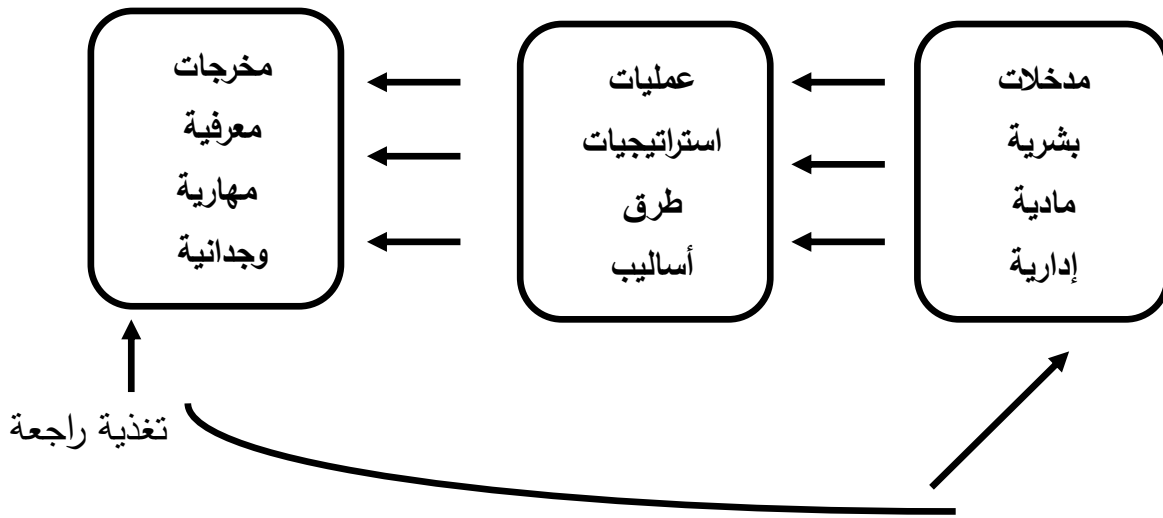 مدخلات
بشرية
مادية
إدارية
عمليات
استراتيجيات
طرق
أساليب
مخرجات
معرفية
مهارية
وجدانية
تغذية راجعة